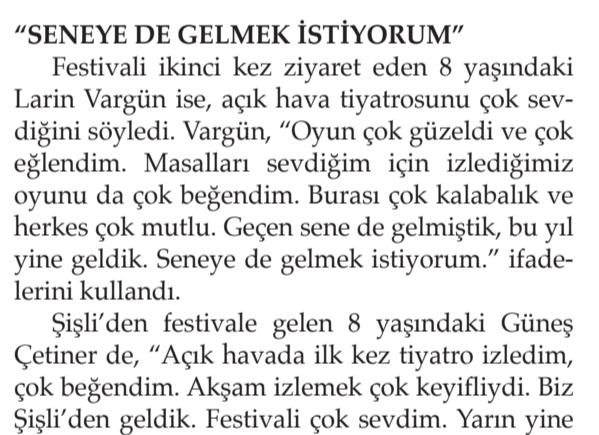 “SENEYE DE GELMEK İSTİYORUM”
Festivali ikinci kez ziyaret eden 8 yaşındaki
Larin Vargün ise, açık hava tiyatrosunu çok sev-
diğini söyledi. Vargün, “Oyun çok güzeldi ve çok
eğlendim. Masalları sevdiğim için izlediğimiz
oyunu da çok beğendim. Burası çok kalabalık ve
herkes çok mutlu. Geçen sene de gelmiştik, bu yıl
yine geldik. Seneye de gelmek istiyorum.” ifade-
lerini kullandı.
Şişli’den festivale gelen 8 yaşındaki Güneş
Çetiner de, “Açık havada ilk kez tiyatro izledim,
çok beğendim. Akşam izlemek çok keyifliydi. Biz
Şişli’den geldik. Festivali çok sevdim. Yarın yine